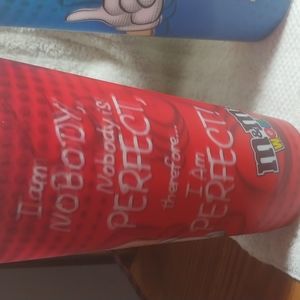 I am
NOBODY,
Nobody is
PERFECT,
therefore...
I Am
PERFECT!
m&m's